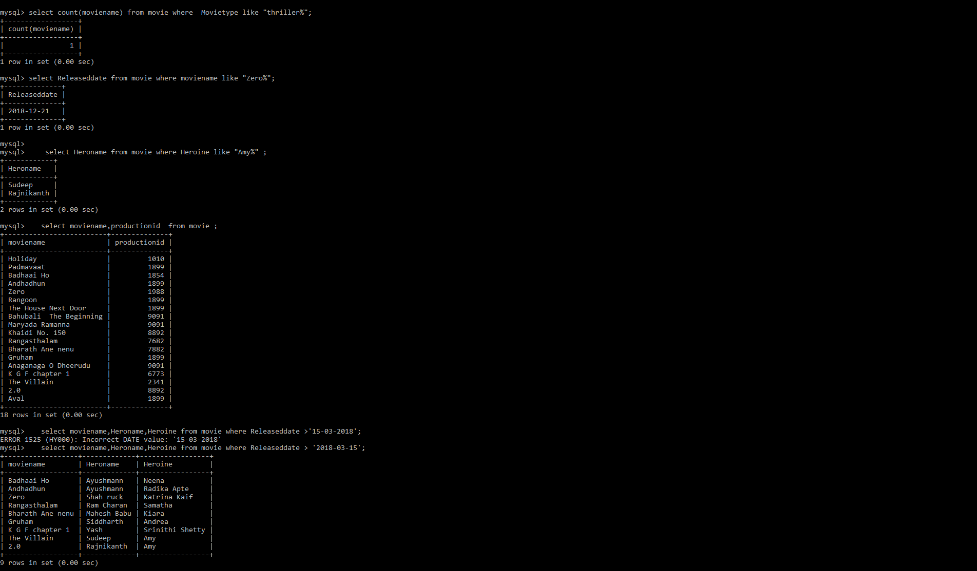 mysql> select count(moviename) from movie where  Movietype like "thriller%";
+------------------+
| count(moviename) |
+------------------+
|                1 |
+------------------+
1 row in set (0.00 sec)
mysql> select Releaseddate from movie where moviename like "Zero%";
+--------------+
| Releaseddate |
+--------------+
| 2018-12-21   |
+--------------+
1 row in set (0.00 sec)
mysql>
mysql>     select Heroname from movie where Heroine like "Amy%" ;
+------------+
| Heroname   |
+------------+
| Sudeep     |
| Rajnikanth |
+------------+
2 rows in set (0.00 sec)
mysql>    select moviename,productionid  from movie ;
+-------------------------+--------------+
| moviename               | productionid |
+-------------------------+--------------+
| Holiday                 |         1010 |
| Padmavaat               |         1899 |
| Badhaai Ho              |         1854 |
| Andhadhun               |         1899 |
| Zero                    |         1988 |
| Rangoon                 |         1899 |
| The House Next Door     |         1899 |
| Bahubali  The Beginning |         9091 |
| Maryada Ramanna         |         9091 |
| Khaidi No. 150          |         8892 |
| Rangasthalam            |         7682 |
| Bharath Ane nenu        |         7882 |
| Gruham                  |         1899 |
| Anaganaga O Dheerudu    |         9091 |
| K G F chapter 1         |         6773 |
| The Villain             |         2341 |
| 2.0                     |         8892 |
| Aval                    |         1899 |
+-------------------------+--------------+
18 rows in set (0.00 sec)
mysql>    select moviename,Heroname,Heroine from movie where Releaseddate >'15-03-2018';
ERROR 1525 (HY000): Incorrect DATE value: '15-03-2018'
mysql>    select moviename,Heroname,Heroine from movie where Releaseddate > '2018-03-15';
+------------------+-------------+-----------------+
| moviename        | Heroname    | Heroine         |
+------------------+-------------+-----------------+
| Badhaai Ho       | Ayushmann   | Neena           |
| Andhadhun        | Ayushmann   | Radika Apte     |
| Zero             | Shah ruck   | Katrina Kaif    |
| Rangasthalam     | Ram Charan  | Samatha         |
| Bharath Ane nenu | Mahesh Babu | Kiara           |
| Gruham           | Siddharth   | Andrea          |
| K G F chapter 1  | Yash        | Srinithi Shetty |
| The Villain      | Sudeep      | Amy             |
| 2.0              | Rajnikanth  | Amy             |
+------------------+-------------+-----------------+
9 rows in set (0.00 sec)